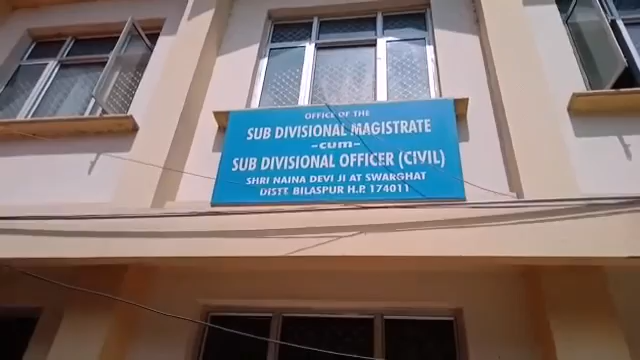 OFFICE OF THE
SUB DIVISIONAL MAGISTRATE
-CUM-
SUB DIVISIONAL OFFICER (CIVIL)
SHRI NAINA DEVI JI AT SWARGHAT
DISTT. BILASPUR H.P. 174011